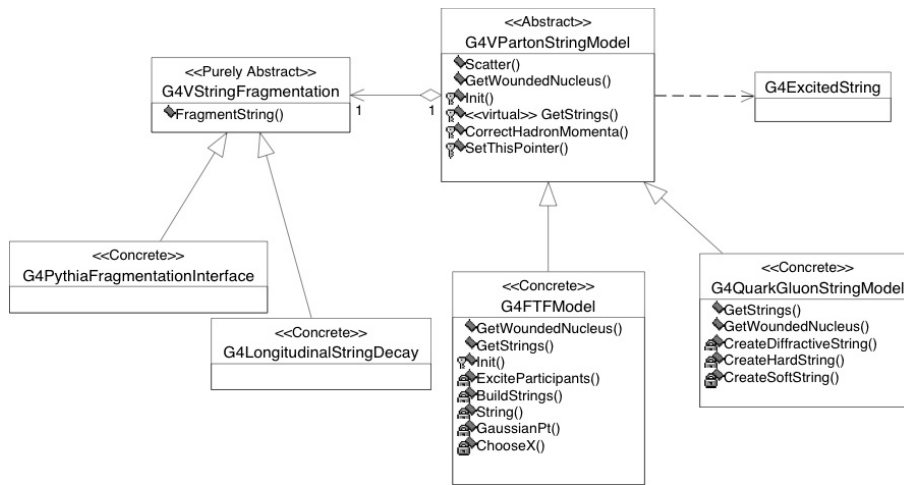 <<Abstract>>
G4VPartonStringModel
Scatter()
GetWoundedNucleus()
Init()
<<virtual>> GetStrings()
CorrectHadronMomenta()
SetThisPointer()
<<Purely Abstract>>
G4VStringFragmentation
FragmentString()
1
1
G4ExcitedString
<<Concrete>>
G4PythiaFragmentationInterface
<<Concrete>>
G4LongitudinalStringDecay
<<Concrete>>
G4FTFModel
GetWoundedNucleus()
GetStrings()
Init()
ExciteParticipants()
BuildStrings()
String()
GaussianPt()
ChooseX()
<<Concrete>>
G4QuarkGluonStringModel
GetStrings()
GetWoundedNucleus()
CreateDiffractiveString()
CreateHardString()
CreateSoftString()